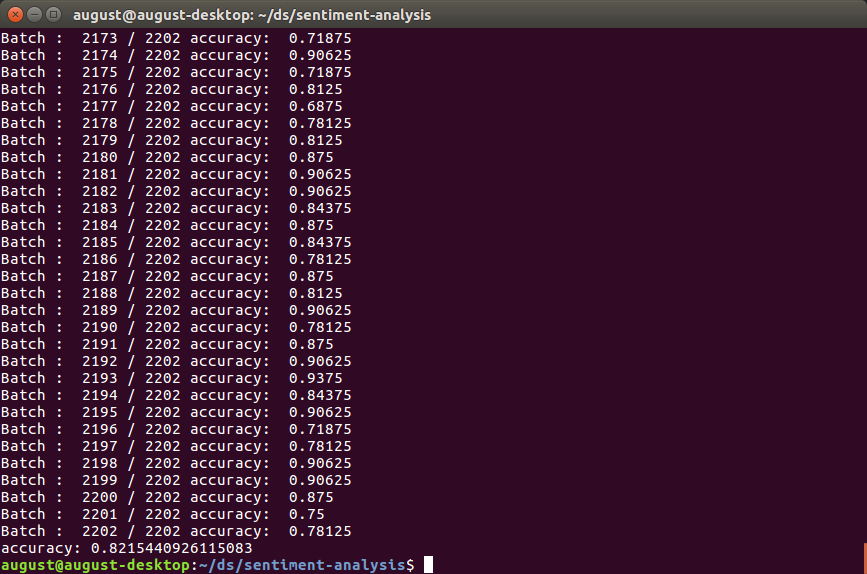 august@august-desktop: ~/ds/sentiment-analysis
Batch :  2173 / 2202 accuracy:  0.71875
Batch :  2174 / 2202 accuracy:  0.90625
Batch :  2175 / 2202 accuracy:  0.71875
Batch :  2176 / 2202 accuracy:  0.8125
Batch :  2177 / 2202 accuracy:  0.6875
Batch :  2178 / 2202 accuracy:  0.78125
Batch :  2179 / 2202 accuracy:  0.8125
Batch :  2180 / 2202 accuracy:  0.875
Batch :  2181 / 2202 accuracy:  0.90625
Batch :  2182 / 2202 accuracy:  0.90625
Batch :  2183 / 2202 accuracy:  0.84375
Batch :  2184 / 2202 accuracy:  0.875
Batch :  2185 / 2202 accuracy:  0.84375
Batch :  2186 / 2202 accuracy:  0.78125
Batch :  2187 / 2202 accuracy:  0.875
Batch :  2188 / 2202 accuracy:  0.8125
Batch :  2189 / 2202 accuracy:  0.90625
Batch :  2190 / 2202 accuracy:  0.78125
Batch :  2191 / 2202 accuracy:  0.875
Batch :  2192 / 2202 accuracy:  0.90625
Batch :  2193 / 2202 accuracy:  0.9375
Batch :  2194 / 2202 accuracy:  0.84375
Batch :  2195 / 2202 accuracy:  0.90625
Batch :  2196 / 2202 accuracy:  0.71875
Batch :  2197 / 2202 accuracy:  0.78125
Batch :  2198 / 2202 accuracy:  0.90625
Batch :  2199 / 2202 accuracy:  0.90625
Batch :  2200 / 2202 accuracy:  0.875
Batch :  2201 / 2202 accuracy:  0.75
Batch :  2202 / 2202 accuracy:  0.78125
accuracy: 0.8215440926115083
august@august-desktop:~/ds/sentiment-analysis$